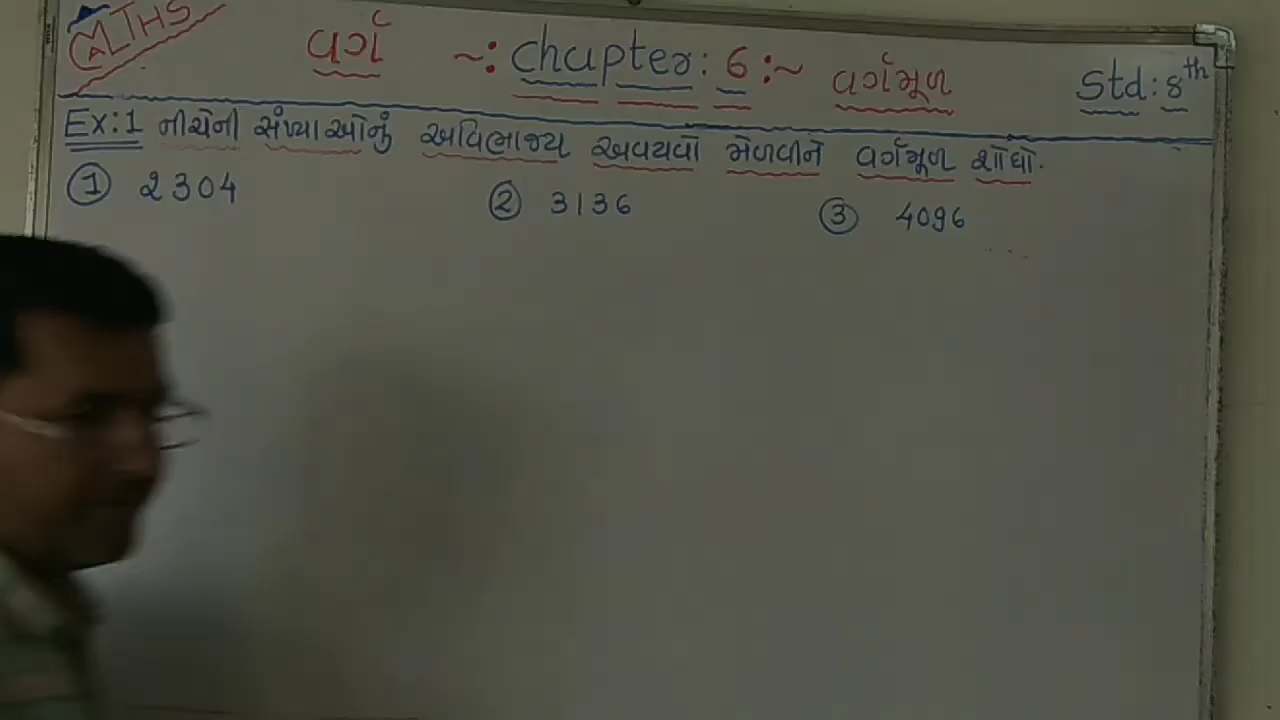 MATHS વર્ગ ~: Chapter: 6 :~ વર્ગમૂળ Std: 8th
Ex:1 નીચેની સંખ્યાઓનું અવિભાજ્ય અવયવો મેળવીને વર્ગમૂળ શોધો.
① 2304 ② 3136 ③ 4096